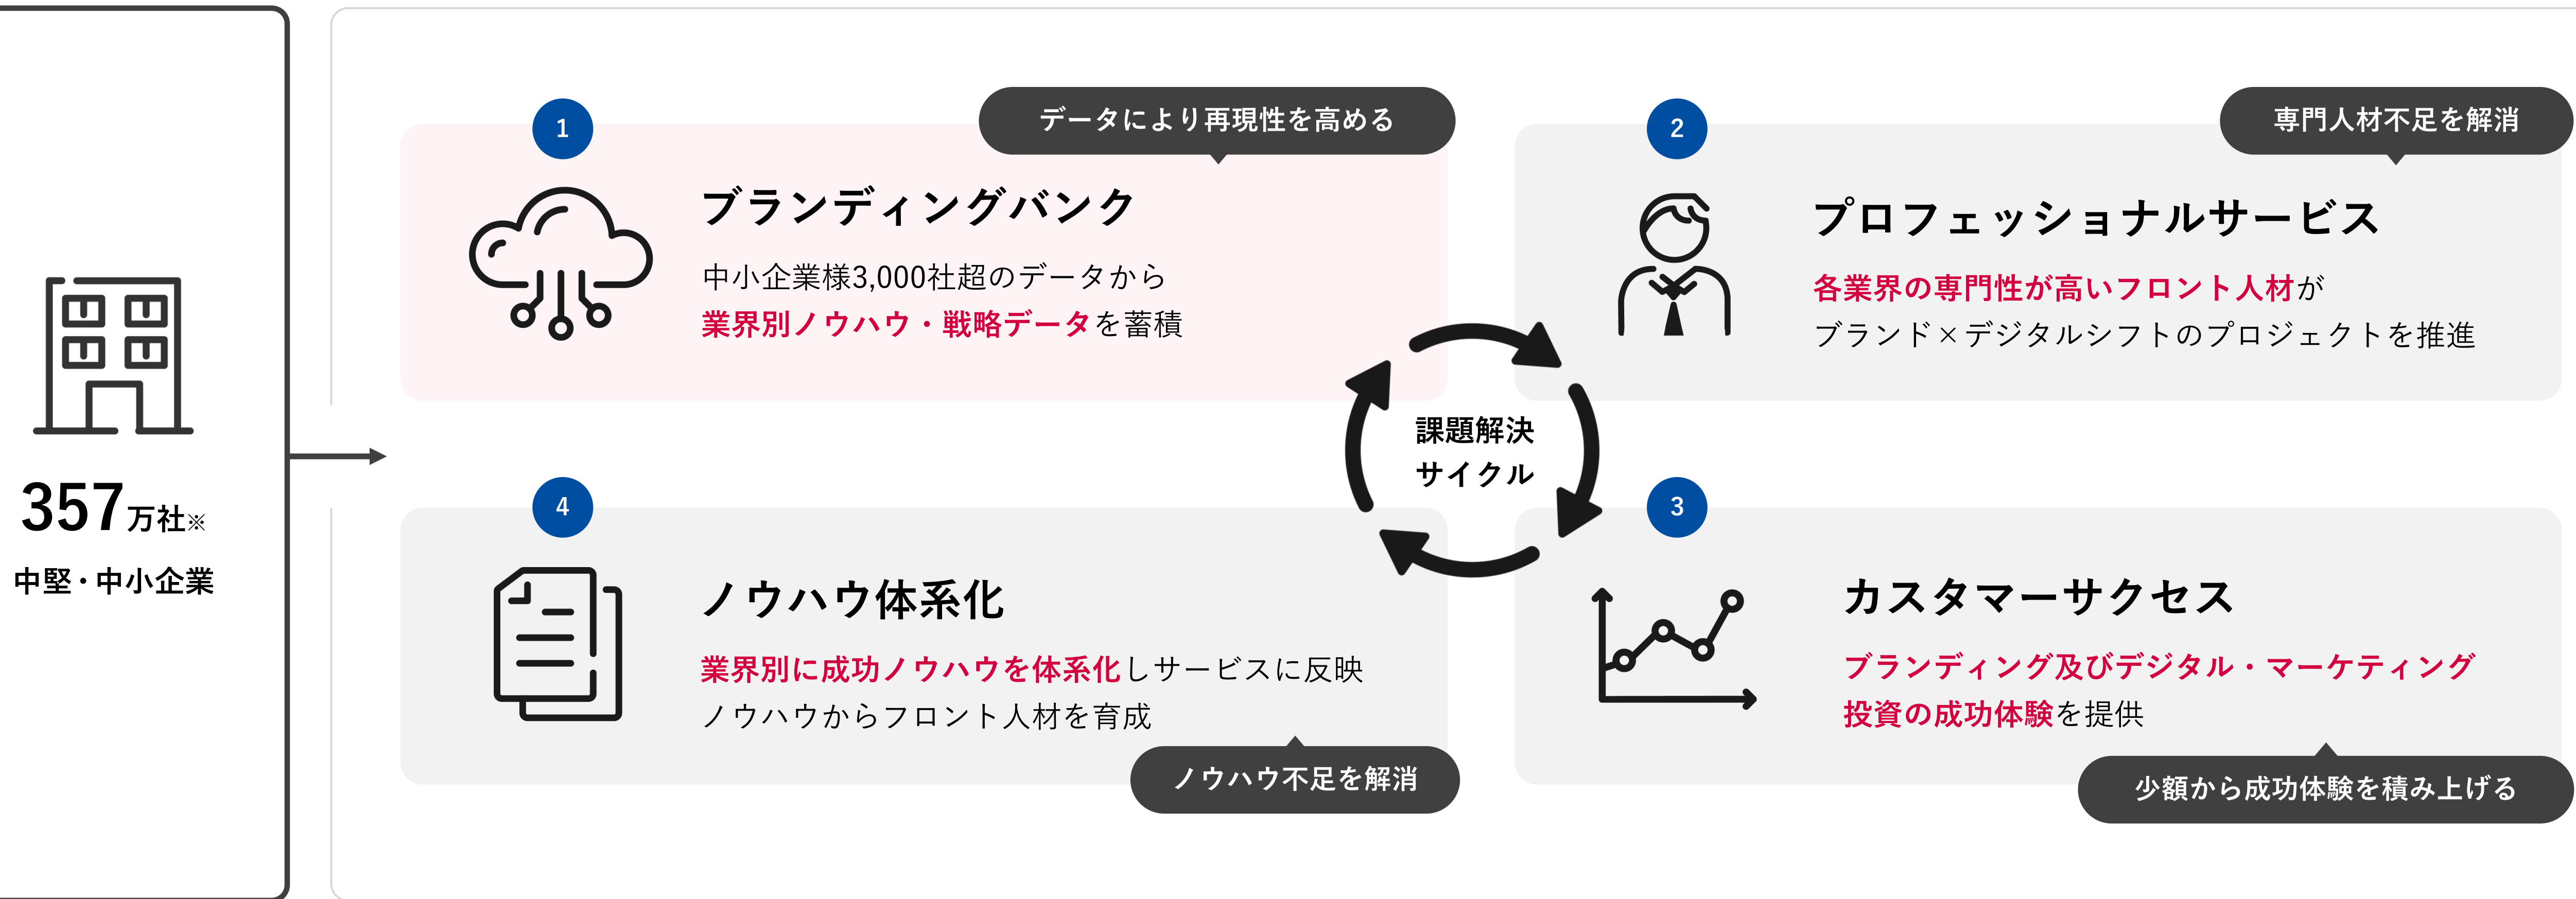 357万社※
中堅・中小企業
1
データにより再現性を高める
ブランディングバンク
中小企業様3,000社超のデータから
業界別ノウハウ・戦略データを蓄積
2
専門人材不足を解消
プロフェッショナルサービス
各業界の専門性が高いフロント人材が
ブランド×デジタルシフトのプロジェクトを推進
課題解決
サイクル
3
カスタマーサクセス
ブランディング及びデジタル・マーケティング
投資の成功体験を提供
少額から成功体験を積み上げる
4
ノウハウ体系化
業界別に成功ノウハウを体系化しサービスに反映
ノウハウからフロント人材を育成
ノウハウ不足を解消